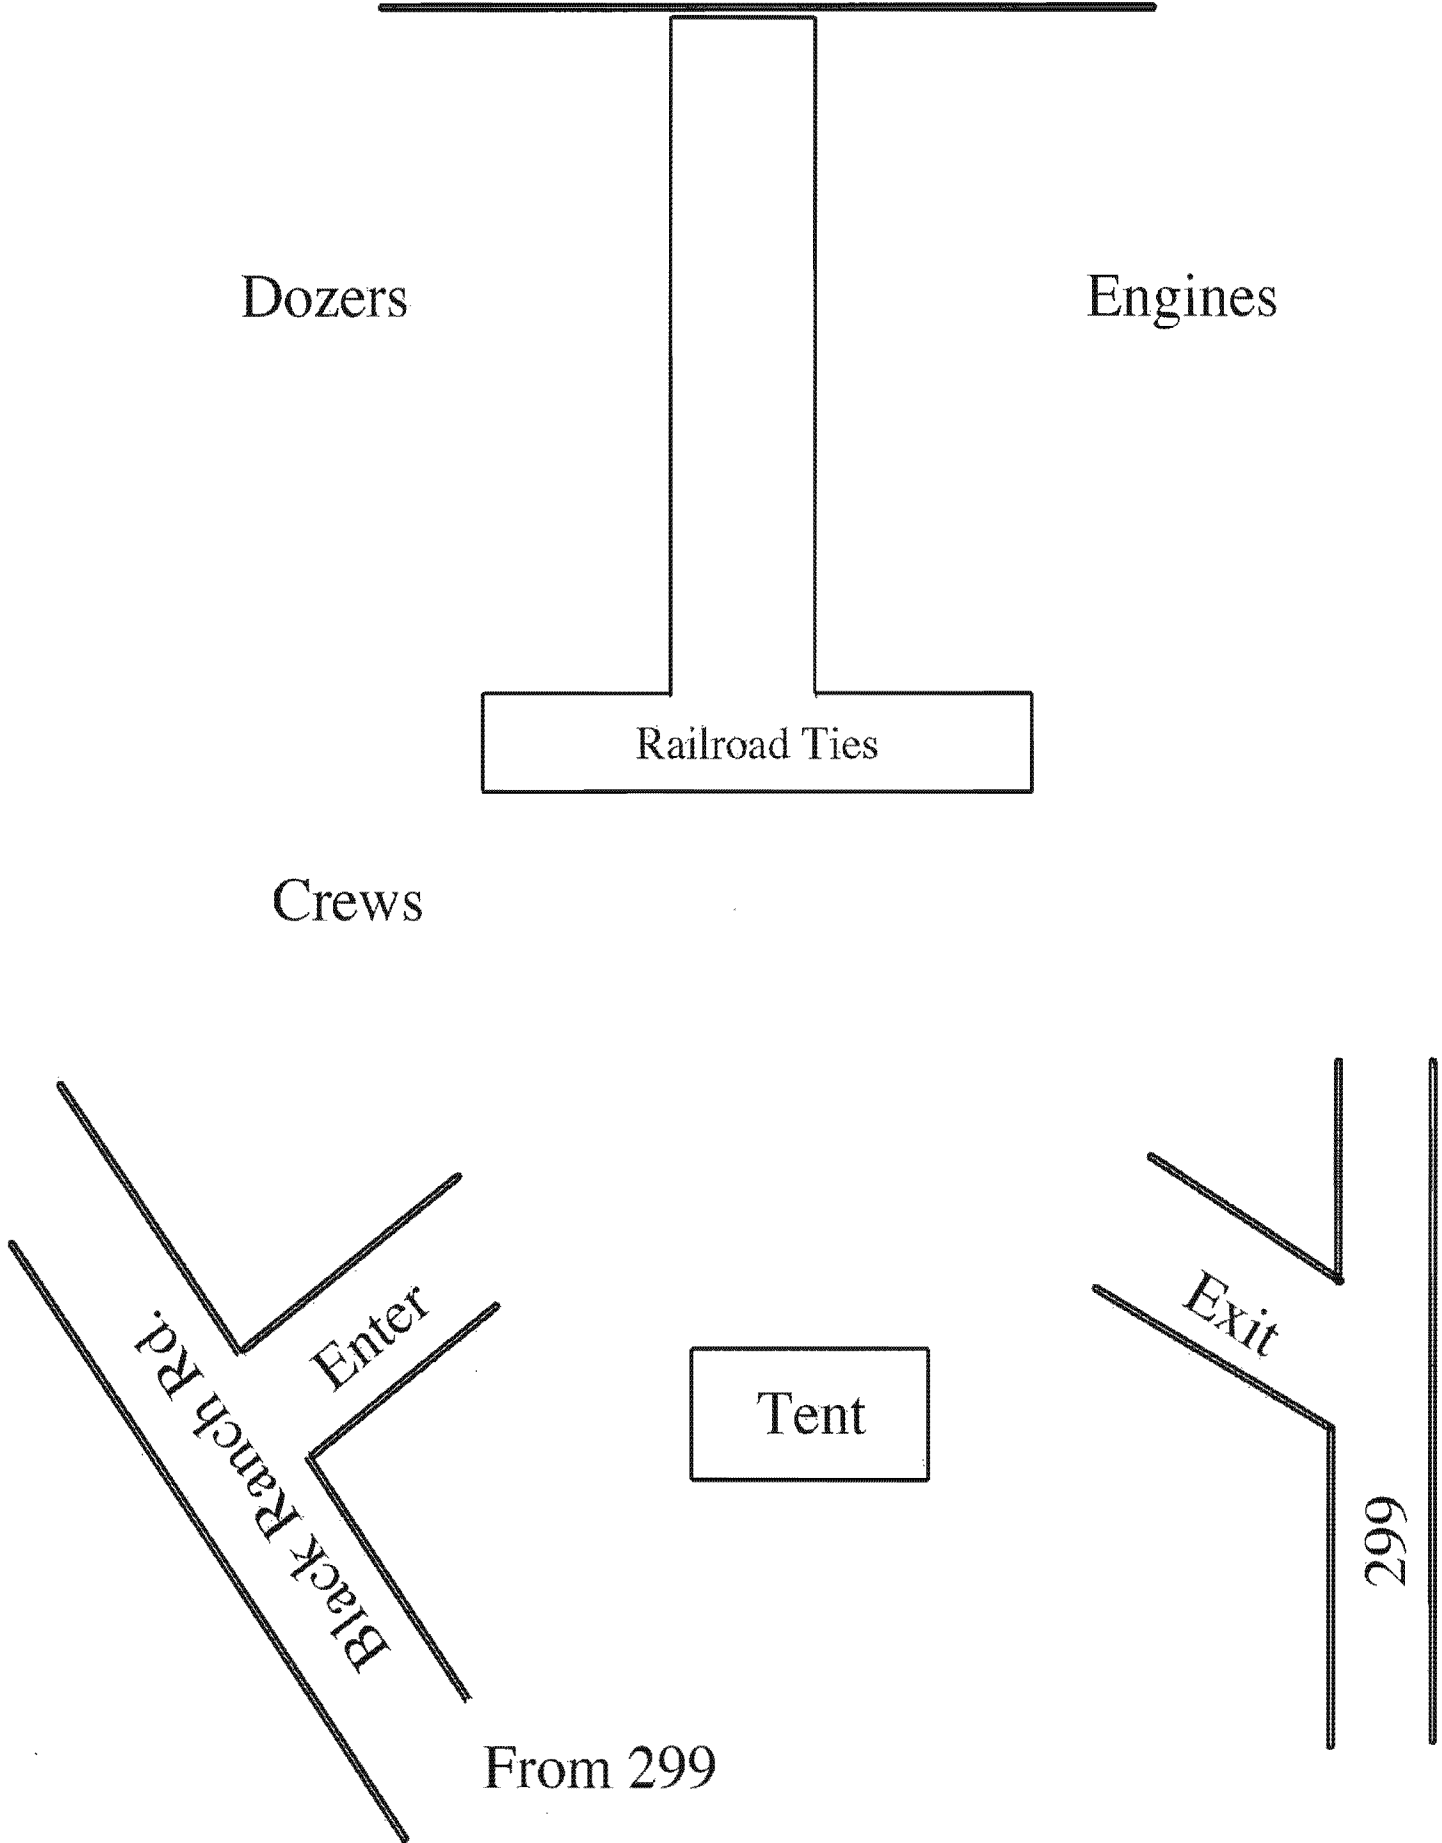 Dozers
Engines
Railroad Ties
Crews
Enter
Exit
Black Ranch Rd.
Tent
299
From 299